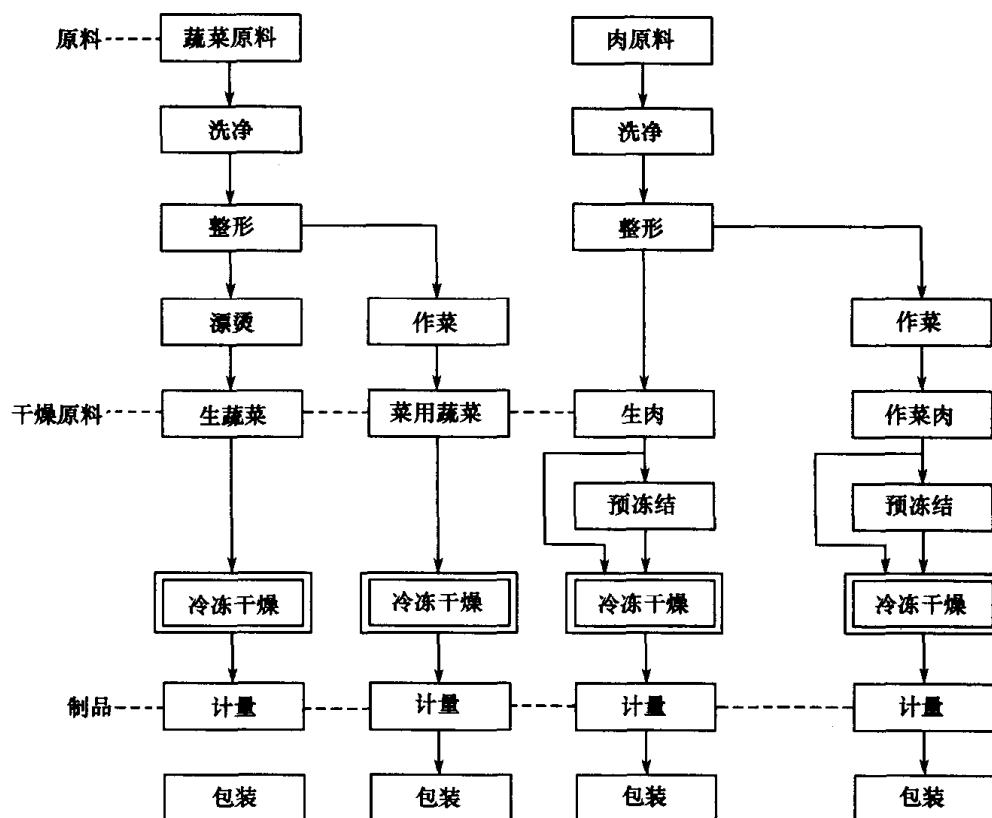 原料 蔬菜原料 肉原料
洗净 洗净
整形 整形
漂烫 作菜 作菜
干燥原料 生蔬菜 菜用蔬菜 生肉 作菜肉
预冻结 预冻结
冷冻干燥 冷冻干燥 冷冻干燥 冷冻干燥
制品 计量 计量 计量 计量
包装 包装 包装 包装